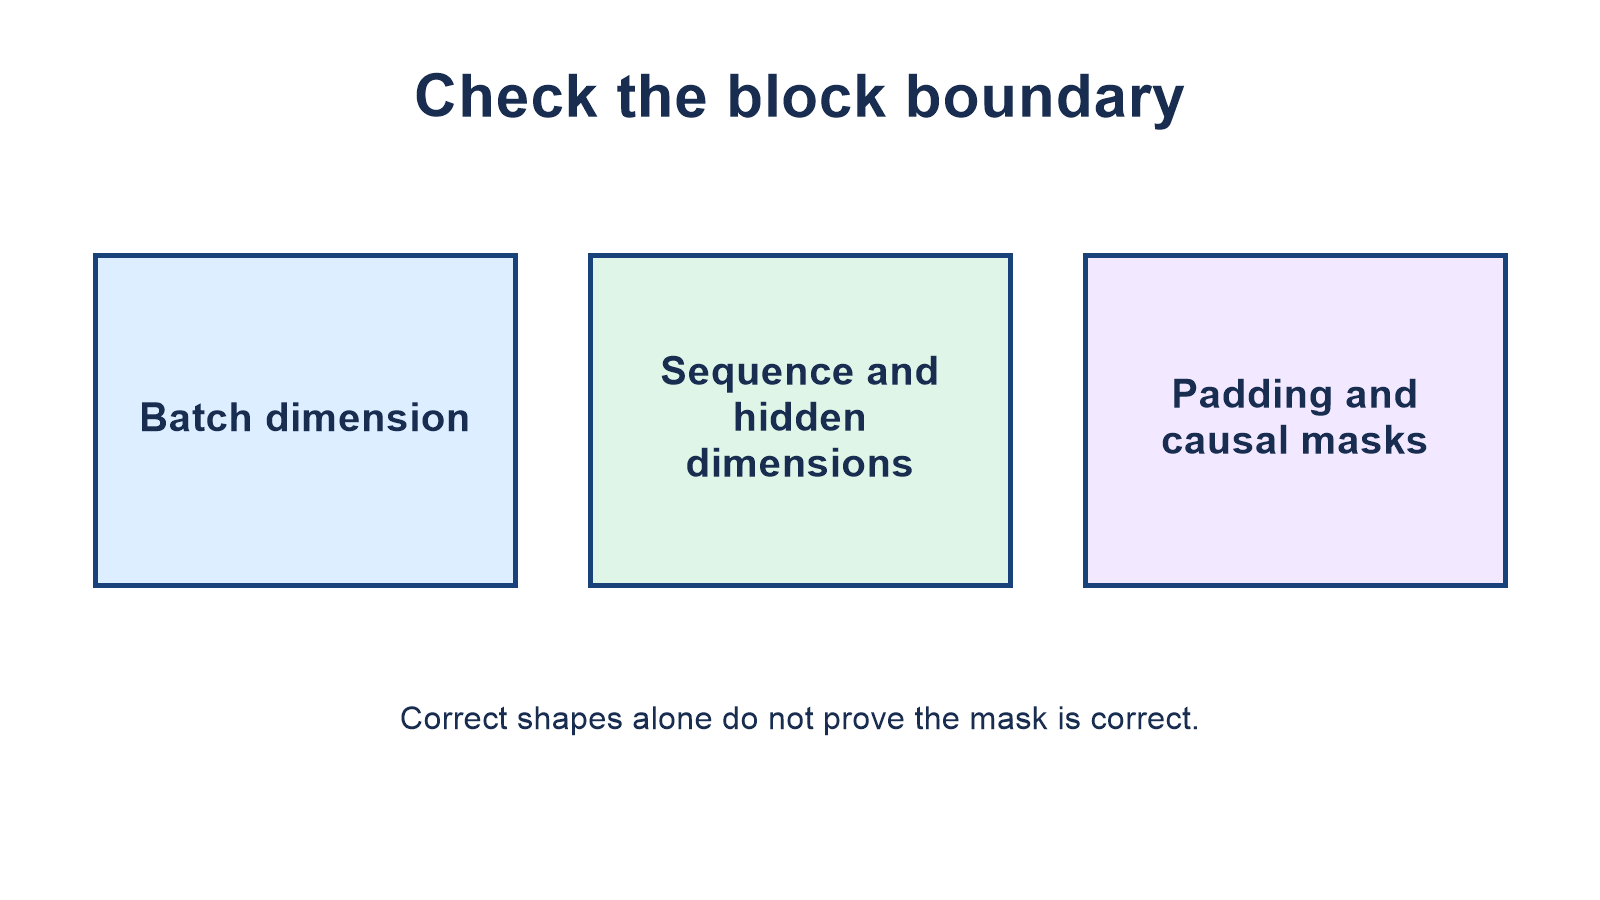 Check the block boundary
Batch dimension
Sequence and
hidden
dimensions
Padding and
causal masks
Correct shapes alone do not prove the mask is correct.